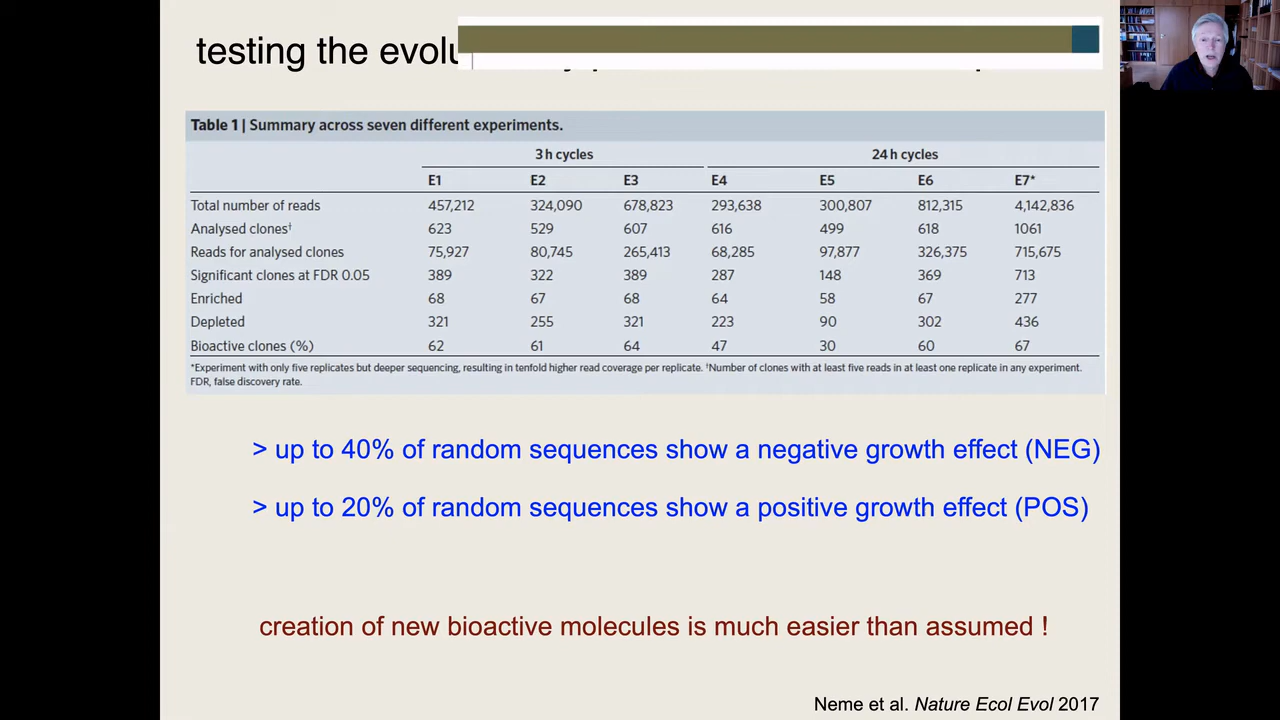 testing the
Table 1 | Summary across seven different experiments.
3 h cycles 24 h cycles
E1 E2 E3 E4 E5 E6 E7*
Total number of reads 457,212 324,090 678,823 293,638 300,807 812,315 4,142,836
Analysed clones† 623 529 607 616 499 618 1061
Reads for analysed clones 75,927 80,745 265,413 68,285 97,877 326,375 715,675
Significant clones at FDR 0.05 389 322 389 287 148 369 713
Enriched 68 67 68 64 58 67 277
Depleted 321 255 321 223 90 302 436
Bioactive clones (%) 62 61 64 47 30 60 67
*Experiment with only five replicates but deeper sequencing, resulting in tenfold higher read coverage per replicate. †Number of clones with at least five reads in at least one replicate in any experiment.
FDR, false discovery rate.
> up to 40% of random sequences show a negative growth effect (NEG)
> up to 20% of random sequences show a positive growth effect (POS)
creation of new bioactive molecules is much easier than assumed !
Neme et al. Nature Ecol Evol 2017